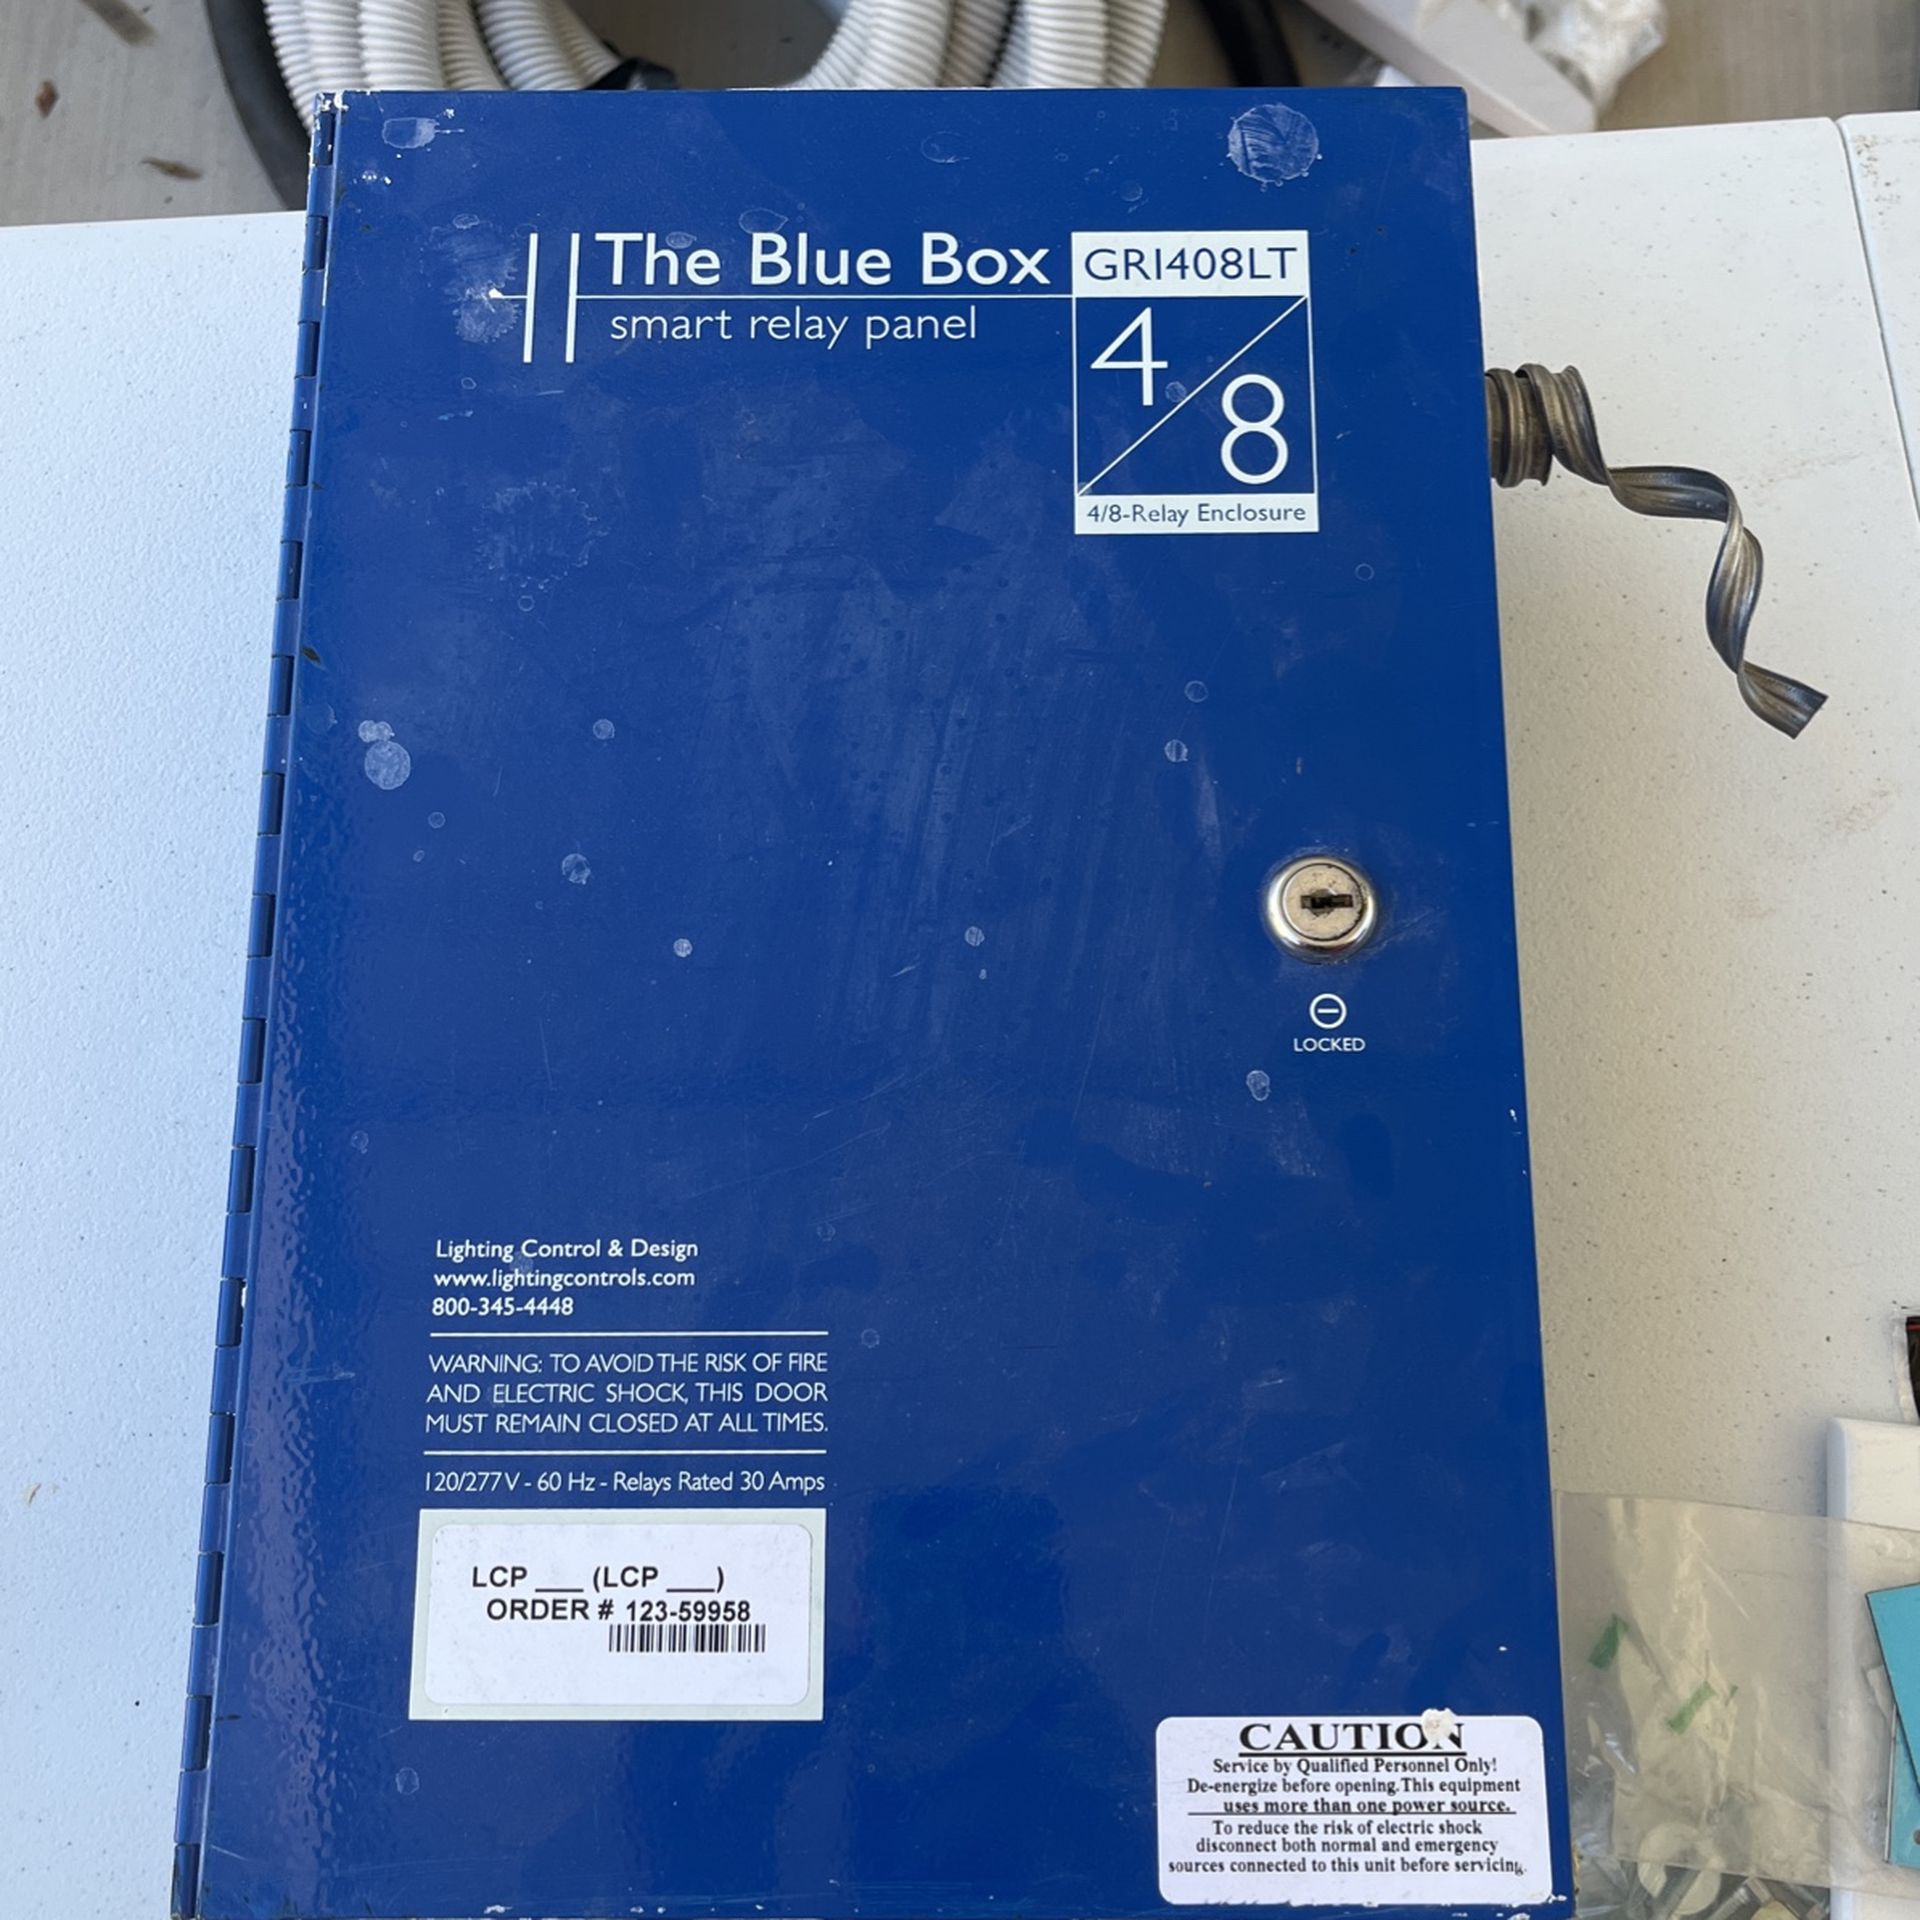 The Blue Box
smart relay panel
GR1408LT
4/8
4/8-Relay Enclosure
LOCKED
Lighting Control & Design
www.lightingcontrols.com
800-345-4448
WARNING: TO AVOID THE RISK OF FIRE
AND ELECTRIC SHOCK, THIS DOOR
MUST REMAIN CLOSED AT ALL TIMES.
120/277V - 60 Hz - Relays Rated 30 Amps
LCP ___ (LCP ___)
ORDER # 123-59958
CAUTION
Service by Qualified Personnel Only!
De-energize before opening. This equipment
uses more than one power source.
To reduce the risk of electric shock
disconnect both normal and emergency
sources connected to this unit before servicing.